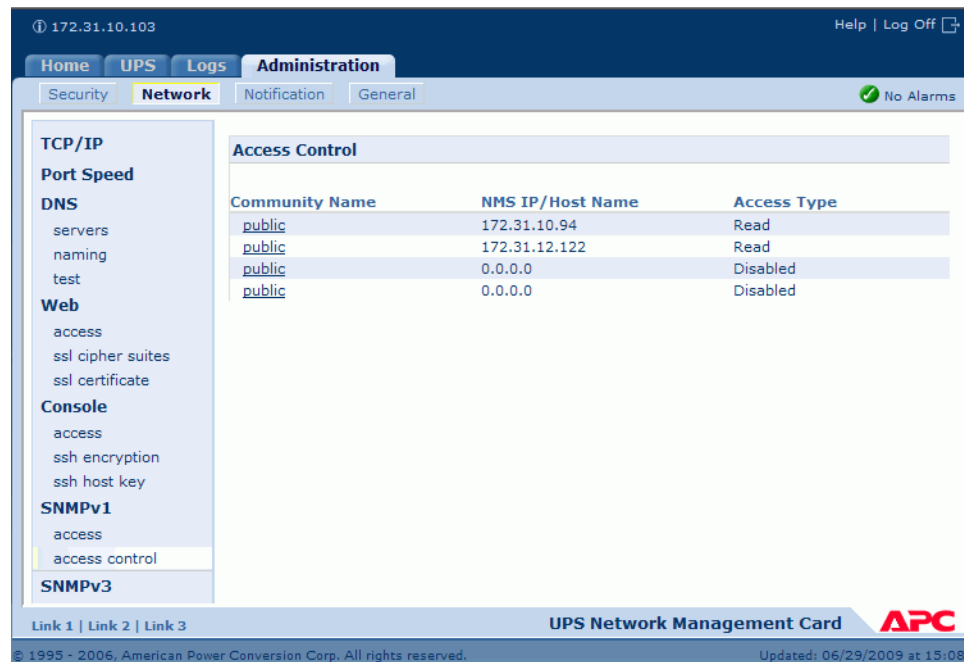 172.31.10.103
Help | Log Off
Home UPS Logs Administration
Security Network Notification General
No Alarms
TCP/IP
Port Speed
DNS
servers
naming
test
Web
access
ssl cipher suites
ssl certificate
Console
access
ssh encryption
ssh host key
SNMPv1
access
access control
SNMPv3
Access Control
Community Name NMS IP/Host Name Access Type
public 172.31.10.94 Read
public 172.31.12.122 Read
public 0.0.0.0 Disabled
public 0.0.0.0 Disabled
Link 1 | Link 2 | Link 3
UPS Network Management Card
APC
© 1995 - 2006, American Power Conversion Corp. All rights reserved.
Updated: 06/29/2009 at 15:08